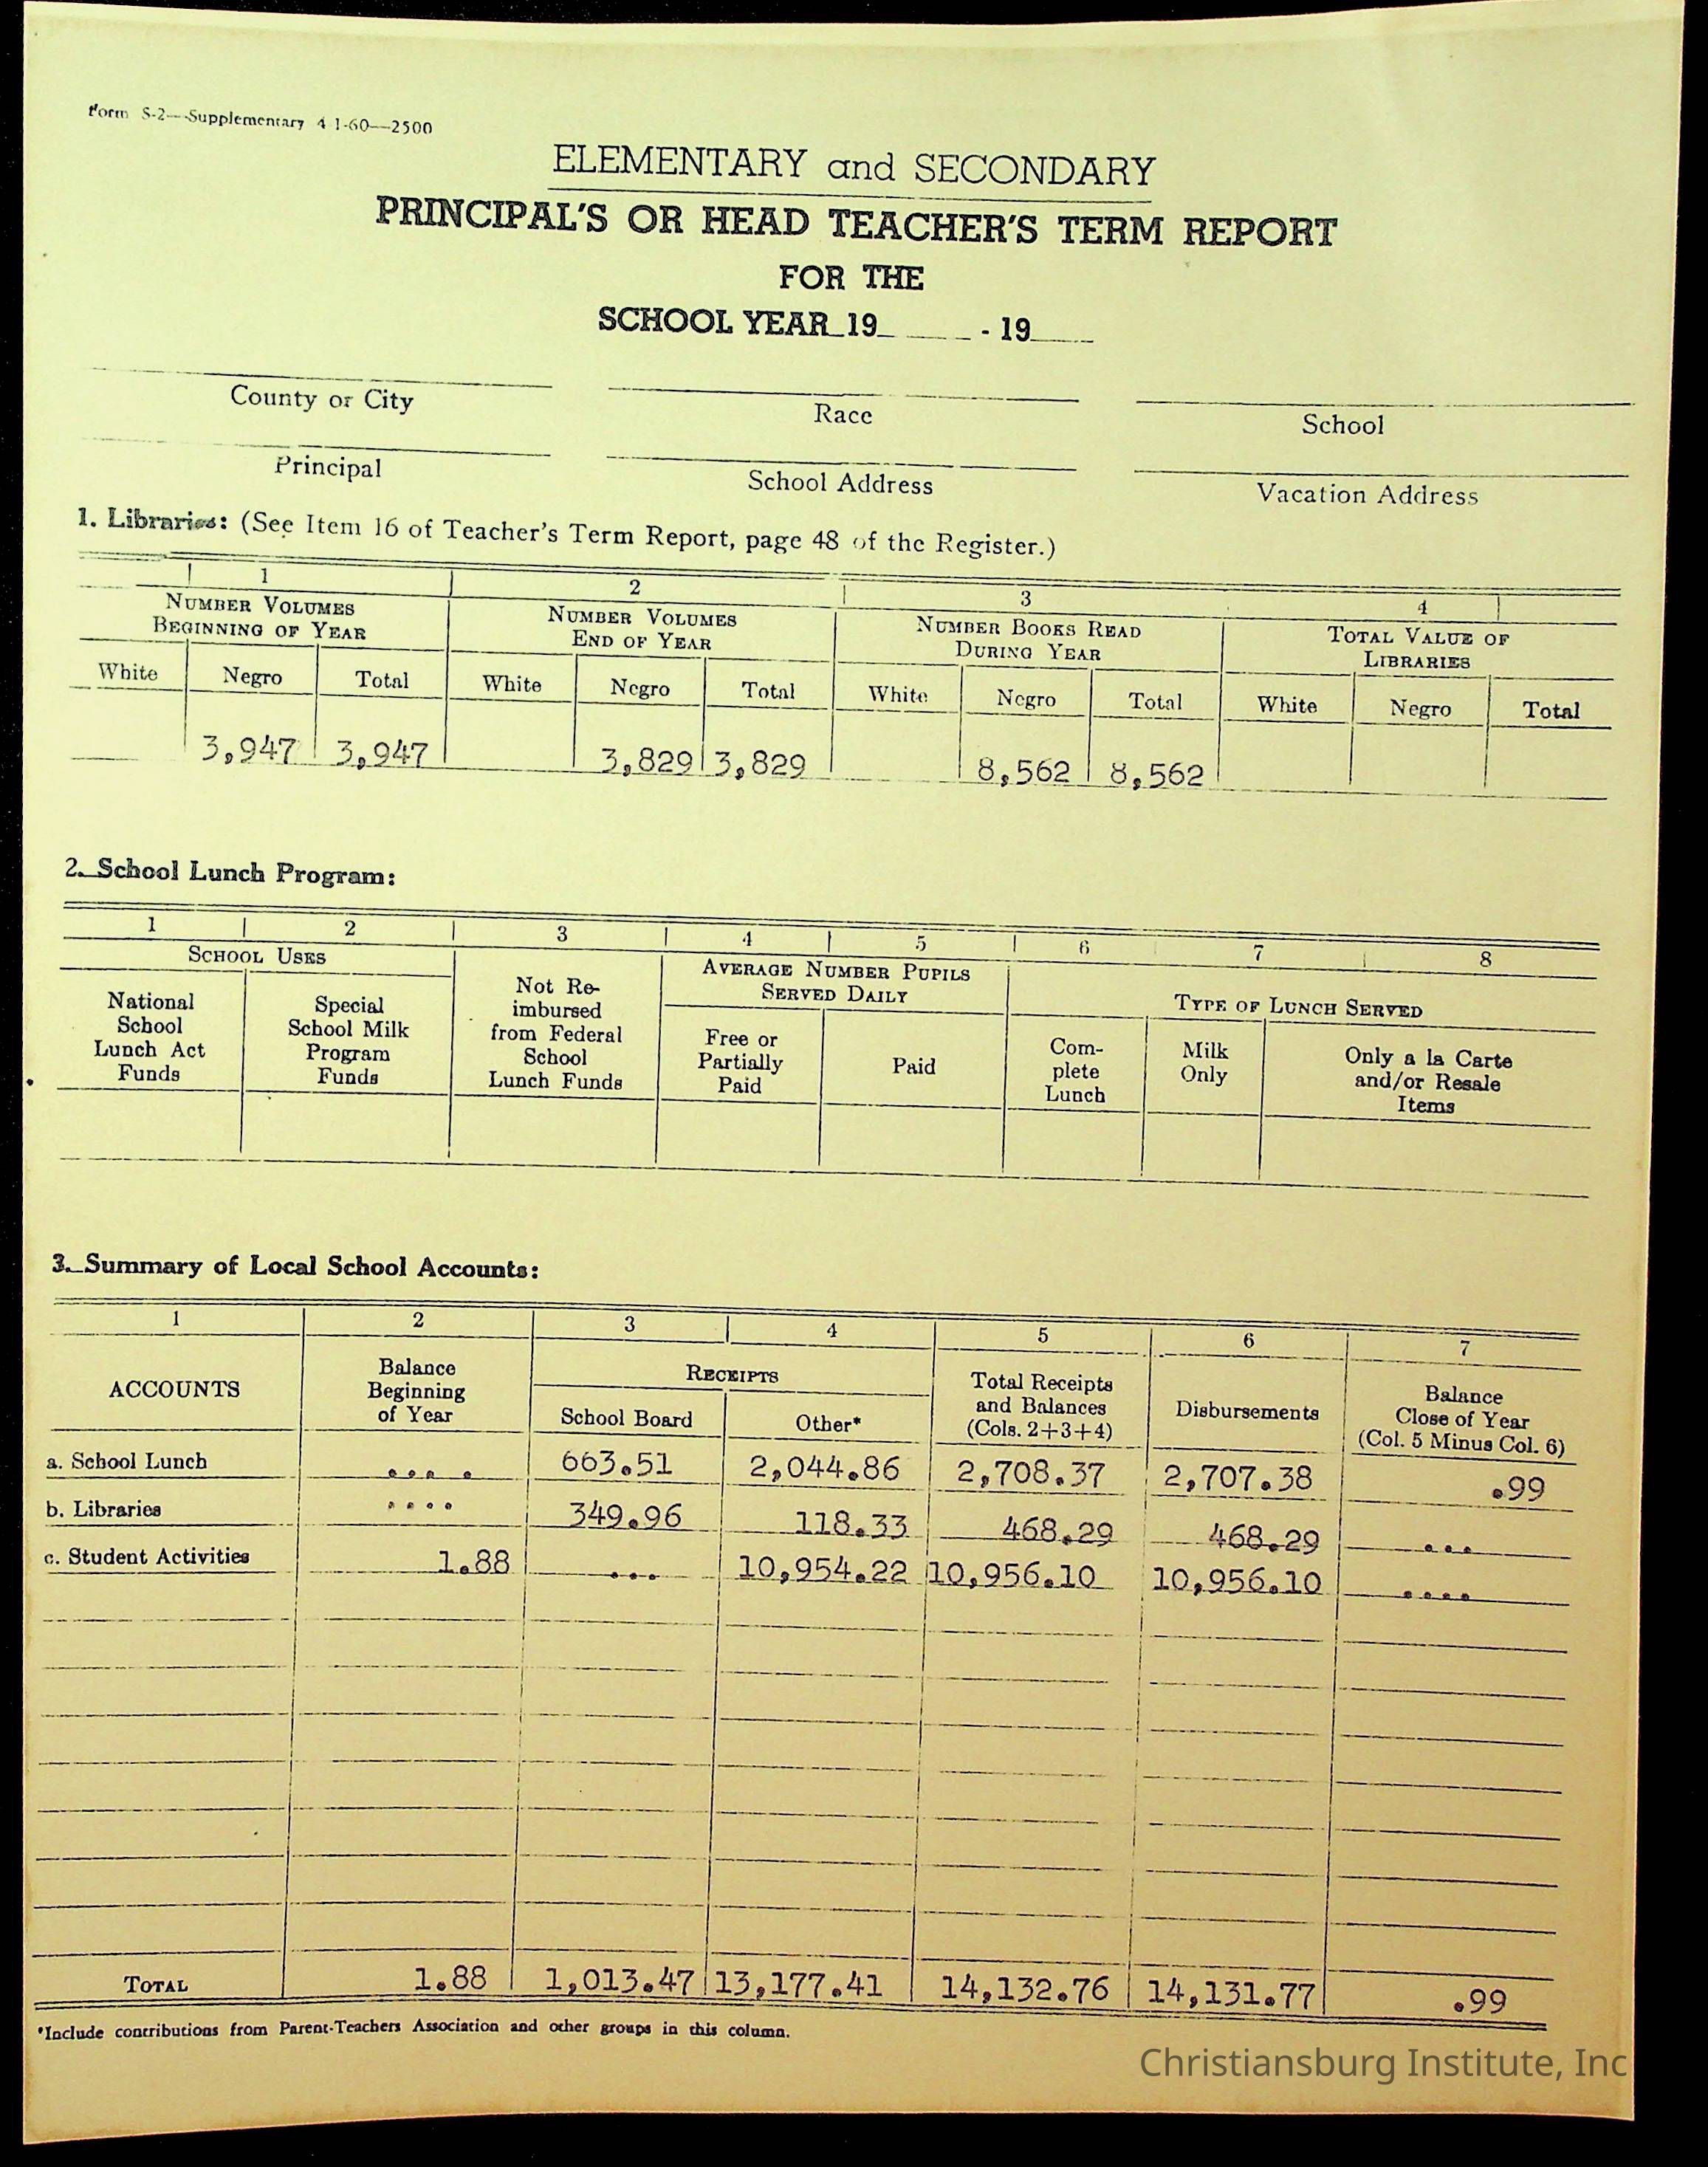 Form S-2—Supplementary 4-1-60—2500
ELEMENTARY and SECONDARY
PRINCIPAL'S OR HEAD TEACHER'S TERM REPORT
FOR THE
SCHOOL YEAR 19 - 19
County or City Race School
Principal School Address Vacation Address
1. Libraries: (See Item 16 of Teacher's Term Report, page 48 of the Register.)
1 2 3 4
NUMBER VOLUMES BEGINNING OF YEAR NUMBER VOLUMES END OF YEAR NUMBER BOOKS READ DURING YEAR TOTAL VALUE OF LIBRARIES
White Negro Total White Negro Total White Negro Total White Negro Total
3,947 3,947 3,829 3,829 8,562 8,562
2. School Lunch Program:
1 2 3 4 5 6 7 8
SCHOOL USES AVERAGE NUMBER PUPILS SERVED DAILY TYPE OF LUNCH SERVED
National School Lunch Act Funds Special School Milk Program Funds Not Re-imbursed from Federal School Lunch Funds Free or Partially Paid Paid Com-plete Lunch Milk Only Only a la Carte and/or Resale Items
3. Summary of Local School Accounts:
1 2 3 4 5 6 7
ACCOUNTS Balance Beginning of Year RECEIPTS Total Receipts and Balances (Cols. 2+3+4) Disbursements Balance Close of Year (Col. 5 Minus Col. 6)
School Board Other*
a. School Lunch .... 663.51 2,044.86 2,708.37 2,707.38 .99
b. Libraries .... 349.96 118.33 468.29 468.29 ...
c. Student Activities 1.88 ... 10,954.22 10,956.10 10,956.10 ....
TOTAL 1.88 1,013.47 13,177.41 14,132.76 14,131.77 .99
*Include contributions from Parent-Teachers Association and other groups in this column.
Christiansburg Institute, Inc